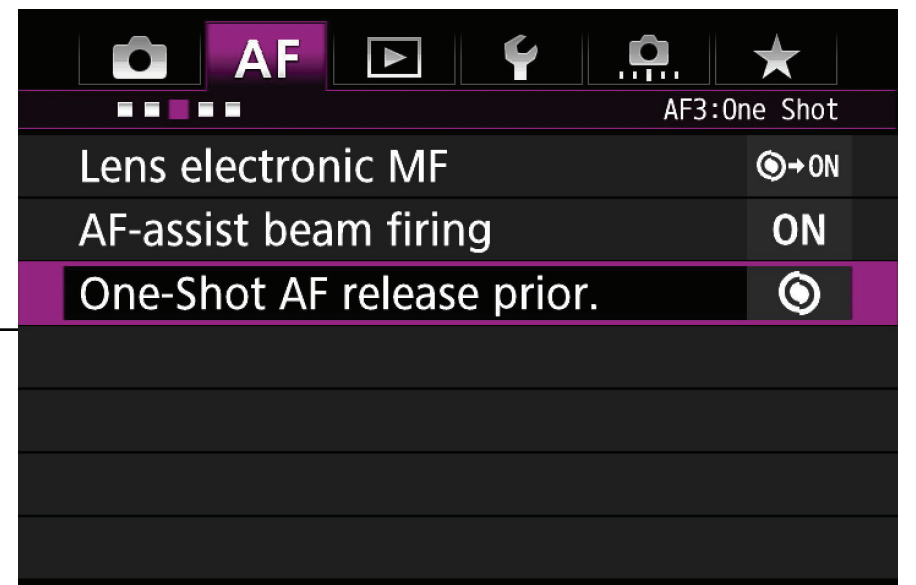 AF
AF3:One Shot
Lens electronic MF
→ON
AF-assist beam firing
ON
One-Shot AF release prior.